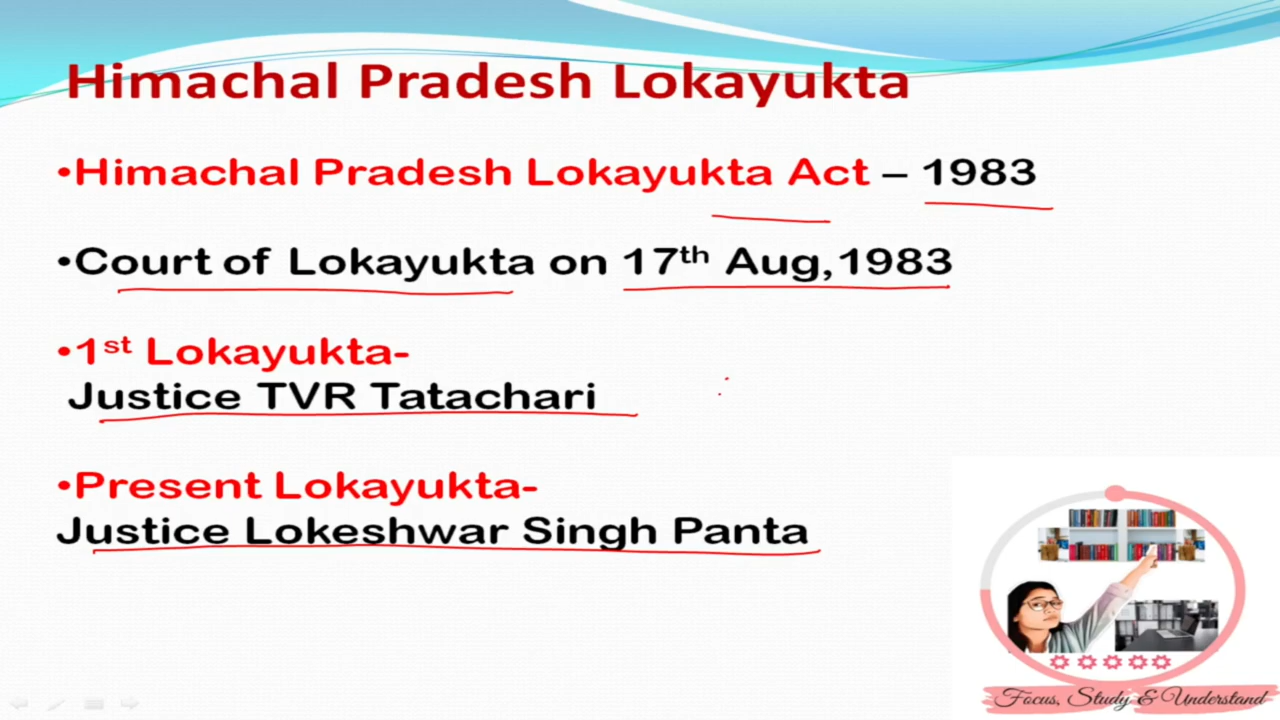 Himachal Pradesh Lokayukta
•Himachal Pradesh Lokayukta Act – 1983
•Court of Lokayukta on 17th Aug,1983
•1st Lokayukta-
Justice TVR Tatachari
•Present Lokayukta-
Justice Lokeshwar Singh Panta
Focus, Study & Understand